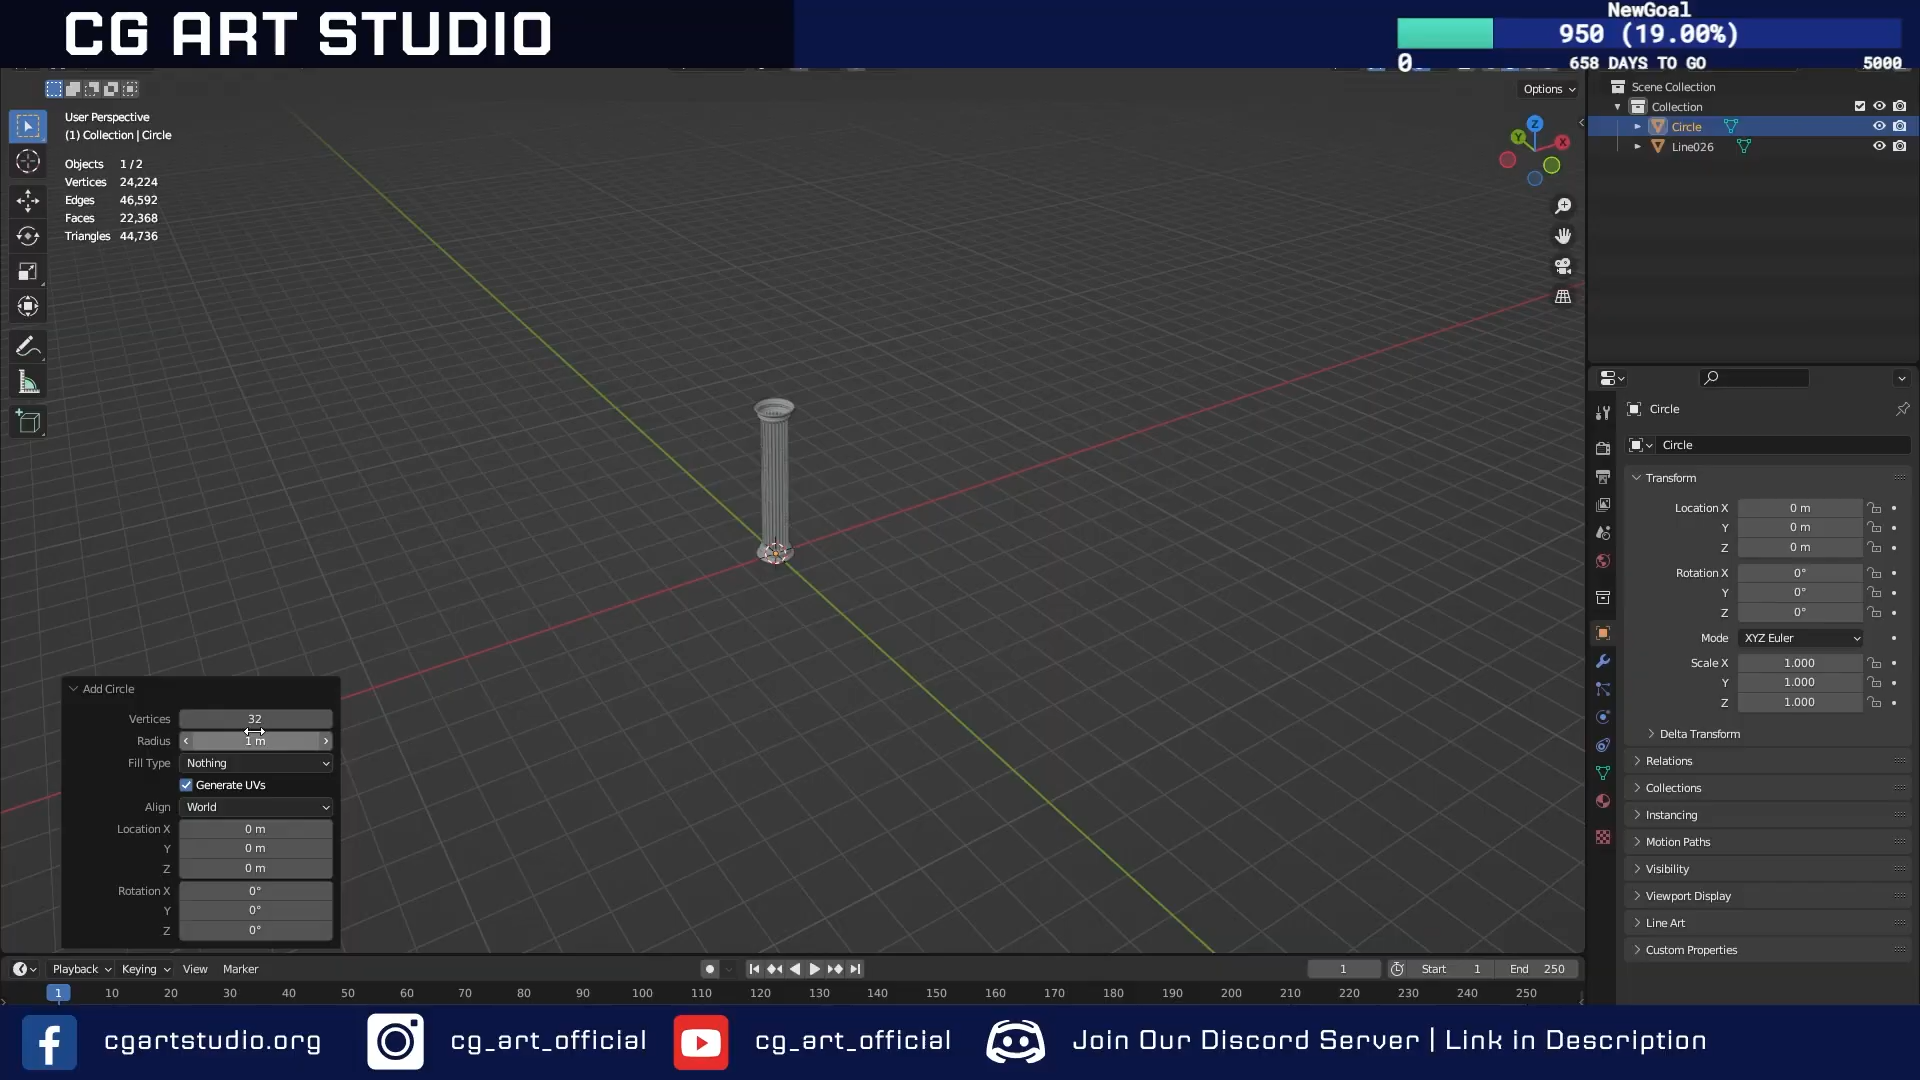 CG ART STUDIO
NewGoal
950 (19.00%)
0
658 DAYS TO GO
5000
Options
User Perspective
(1) Collection | Circle
Objects 1 / 2
Vertices 24,224
Edges 46,592
Faces 22,368
Triangles 44,736
Z
Y
X
Scene Collection
Collection
Circle
Line026
Circle
Circle
Transform
Location X 0 m
Y 0 m
Z 0 m
Rotation X 0°
Y 0°
Z 0°
Mode XYZ Euler
Scale X 1.000
Y 1.000
Z 1.000
Delta Transform
Relations
Collections
Instancing
Motion Paths
Visibility
Viewport Display
Line Art
Custom Properties
Add Circle
Vertices 32
Radius 1 m
Fill Type Nothing
Generate UVs
Align World
Location X 0 m
Y 0 m
Z 0 m
Rotation X 0°
Y 0°
Z 0°
Playback Keying View Marker
1
Start 1
End 250
1 10 20 30 40 50 60 70 80 90 100 110 120 130 140 150 160 170 180 190 200 210 220 230 240 250
cgartstudio.org
cg_art_official
cg_art_official
Join Our Discord Server | Link in Description